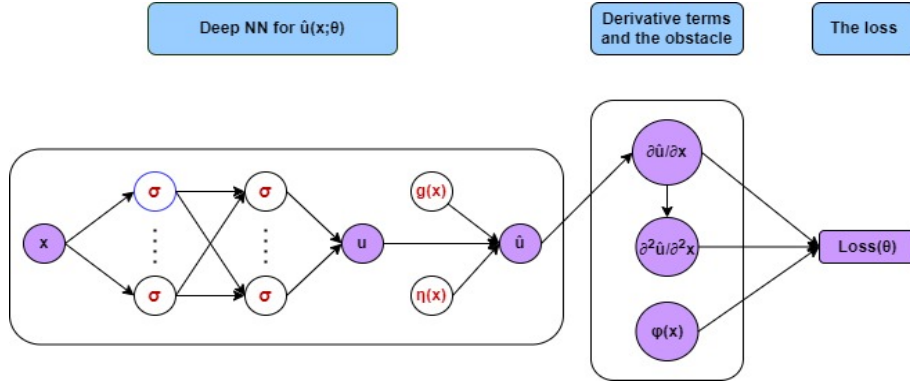 Deep NN for û(x;θ)
Derivative terms
and the obstacle
The loss
x
σ
σ
σ
σ
u
g(x)
η(x)
û
∂û/∂x
∂²û/∂²x
φ(x)
Loss(θ)